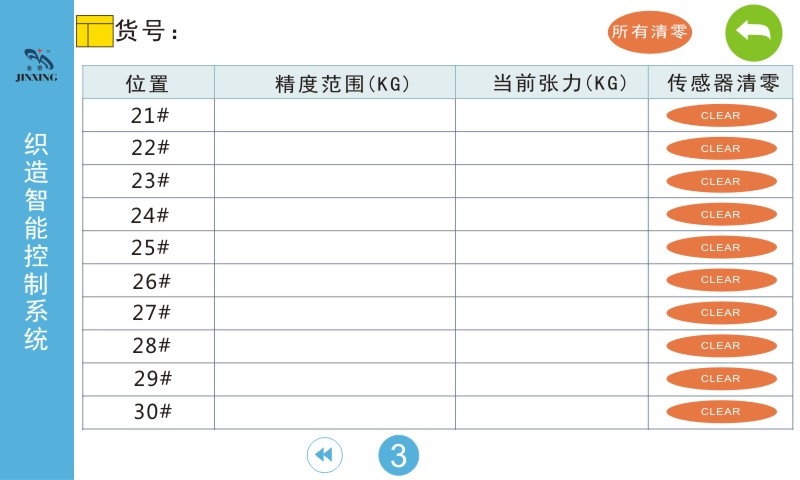 货号：
所有清零
金兴
JINXING
织造智能控制系统
位置 精度范围(KG) 当前张力(KG) 传感器清零
21# CLEAR
22# CLEAR
23# CLEAR
24# CLEAR
25# CLEAR
26# CLEAR
27# CLEAR
28# CLEAR
29# CLEAR
30# CLEAR
3